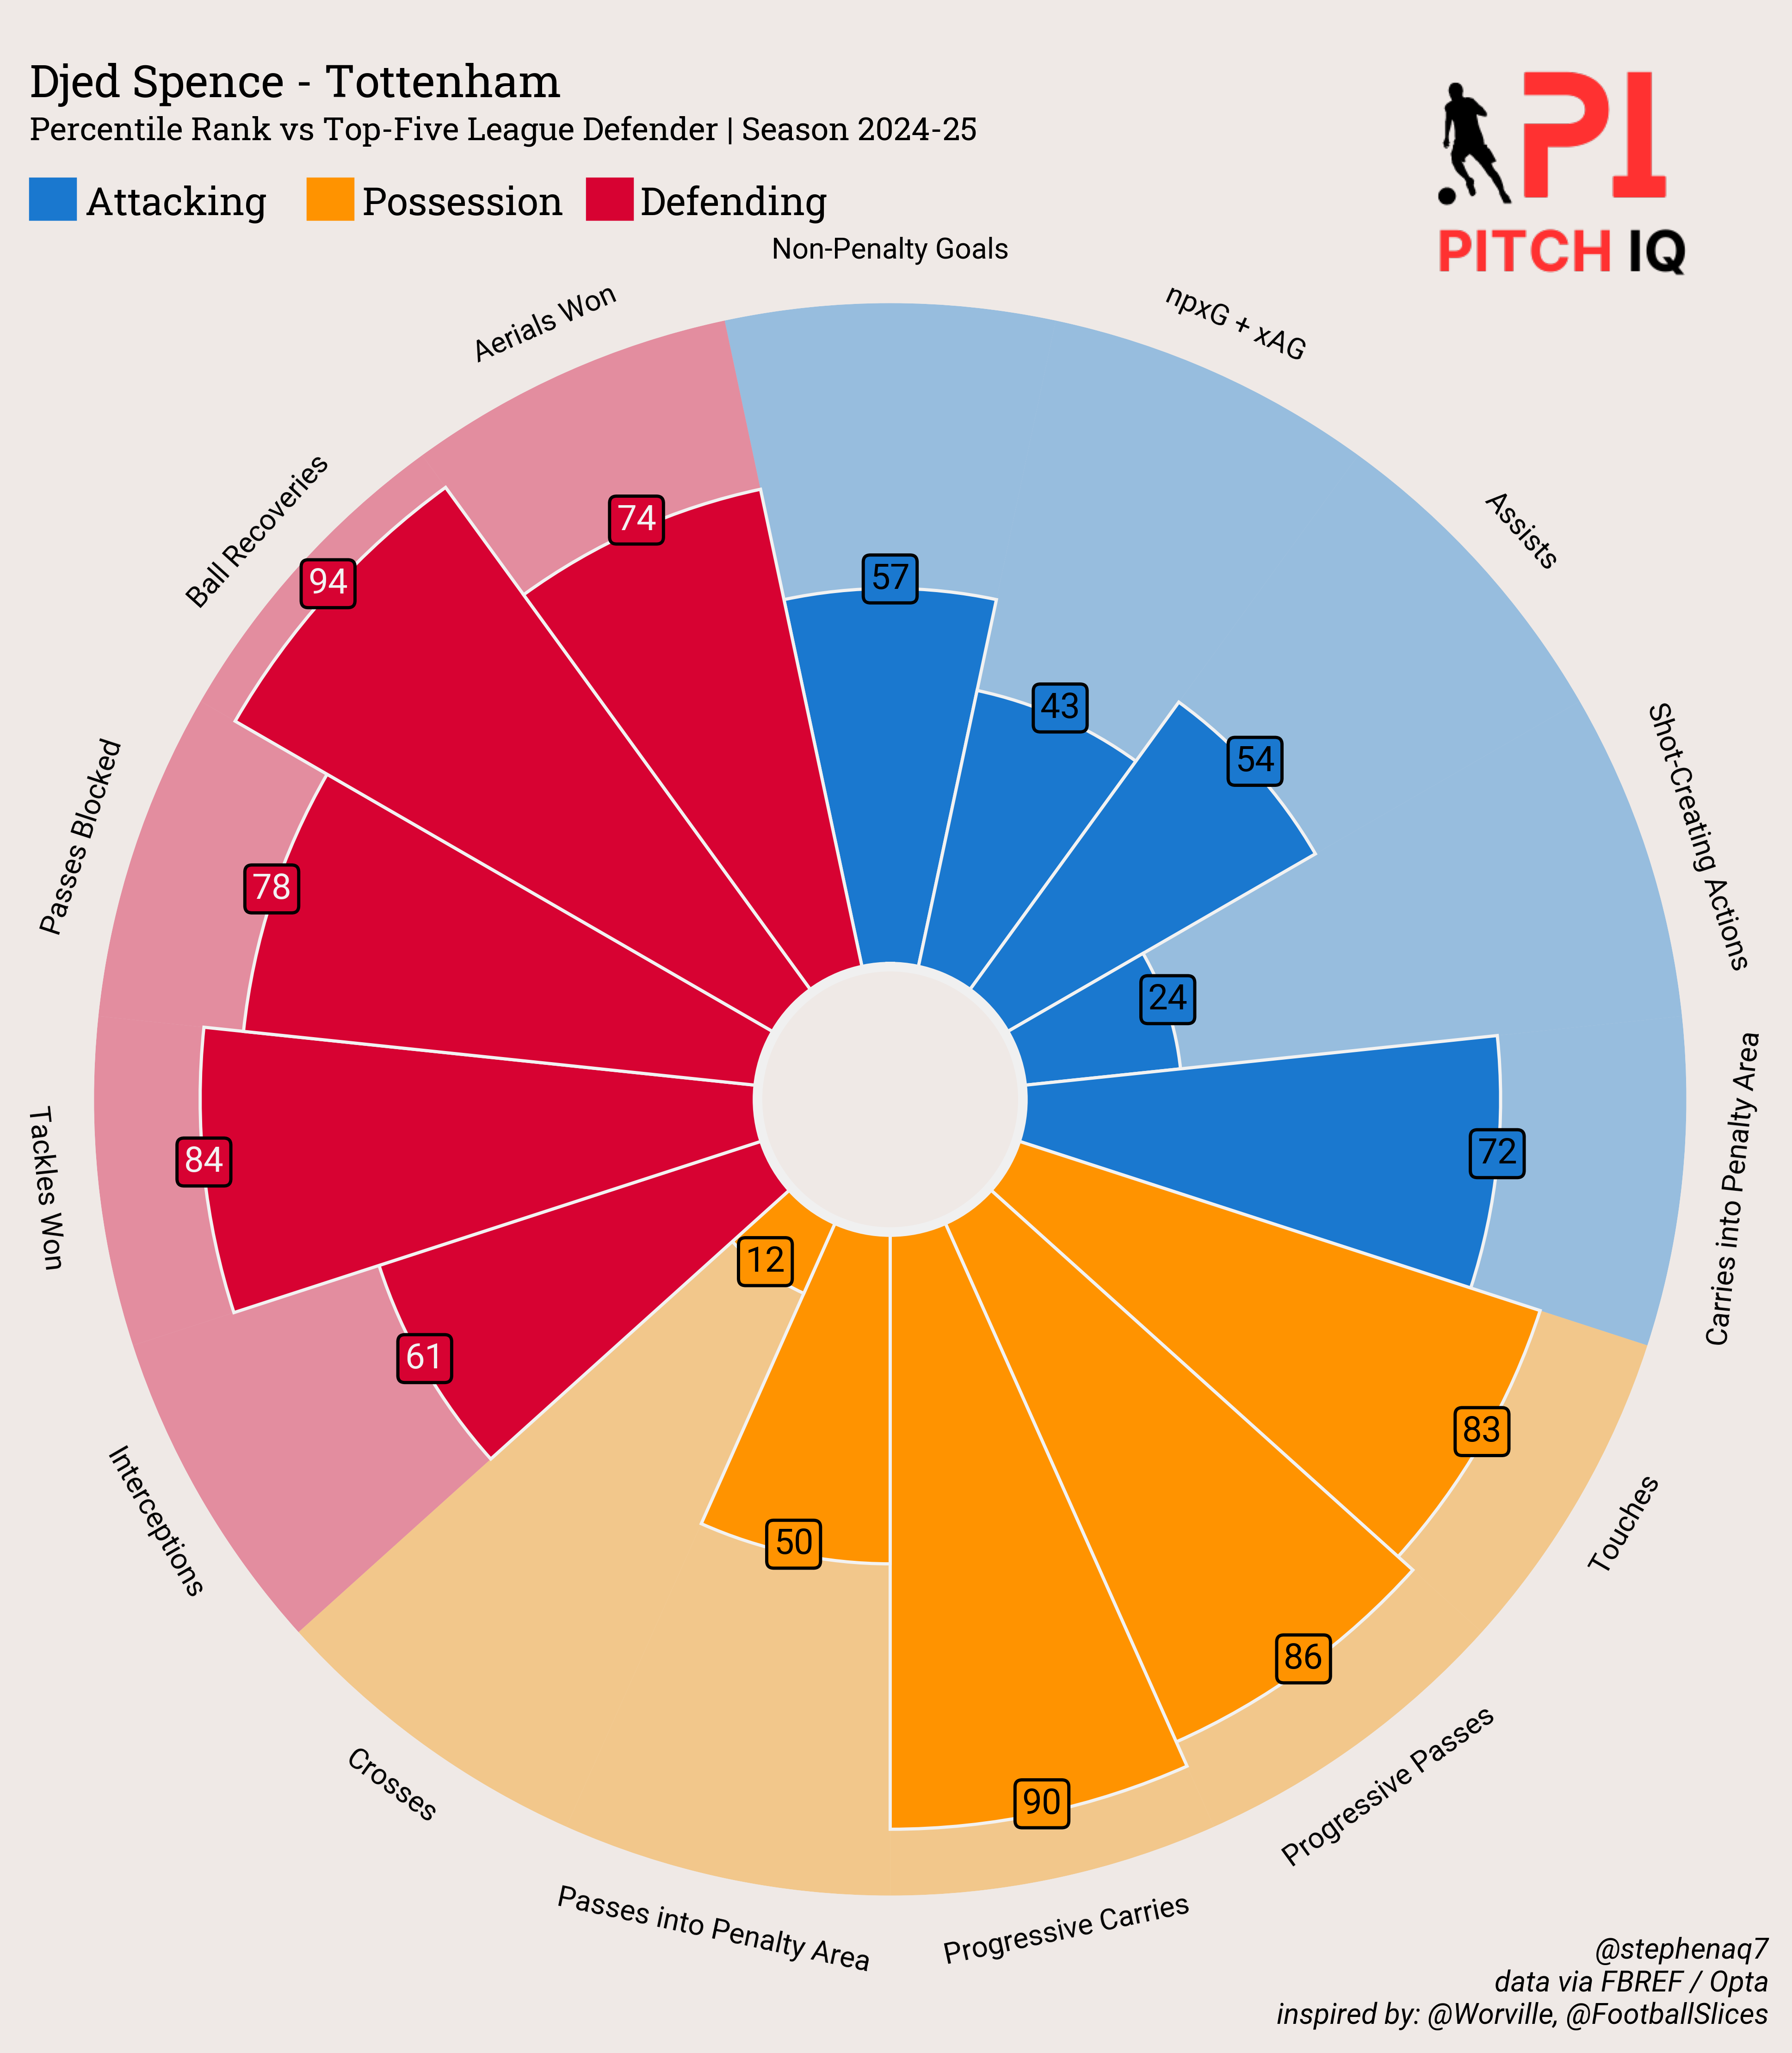 Djed Spence - Tottenham
Percentile Rank vs Top-Five League Defender | Season 2024-25
Attacking Possession Defending
PI
PITCH IQ
Non-Penalty Goals
57
npxG + xAG
43
Assists
54
Shot-Creating Actions
24
Carries into Penalty Area
72
Touches
83
Progressive Passes
86
Progressive Carries
90
Passes into Penalty Area
50
Crosses
12
Interceptions
61
Tackles Won
84
Passes Blocked
78
Ball Recoveries
94
Aerials Won
74
@stephenaq7
data via FBREF / Opta
inspired by: @Worville, @FootballSlices